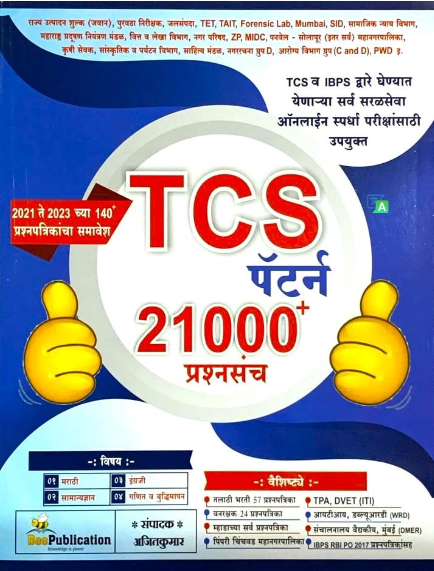 राज्य उत्पादन शुल्क (जवान), पुरवठा निरीक्षक, जलसंपदा, TET, TAIT, Forensic Lab, Mumbai, SID, सामाजिक न्याय विभाग,
महाराष्ट्र प्रदूषण नियंत्रण मंडळ, वित्त व लेखा विभाग, नगर परिषद, ZP, MIDC, पनवेल - सोलापूर (इतर सर्व) महानगरपालिका,
कृषी सेवक, सांस्कृतिक व पर्यटन विभाग, साहित्य मंडळ, नगररचना ग्रुप D, आरोग्य विभाग ग्रुप (C and D), PWD इ.
TCS व IBPS द्वारे घेण्यात
येणाऱ्या सर्व सरळसेवा
ऑनलाईन स्पर्धा परीक्षांसाठी
उपयुक्त
2021 ते 2023 च्या 140+
प्रश्नपत्रिकांचा समावेश
TCS
पॅटर्न
21000+
प्रश्नसंच
-: विषय :-
०१ मराठी
०३ इंग्रजी
०२ सामान्यज्ञान
०४ गणित व बुद्धिमापन
BeePublication
Knowledge is power
* संपादक *
अजितकुमार
-: वैशिष्ट्ये :-
तलाठी भरती 57 प्रश्नपत्रिका
TPA, DVET (ITI)
वनरक्षक 24 प्रश्नपत्रिका
आयटीआय, डब्ल्यूआरडी (WRD)
म्हाडाच्या सर्व प्रश्नपत्रिका
संचालनालय वैद्यकीय, मुंबई (DMER)
पिंपरी चिंचवड महानगरपालिका
IBPS RBI PO 2017 प्रश्नपत्रिकांसह